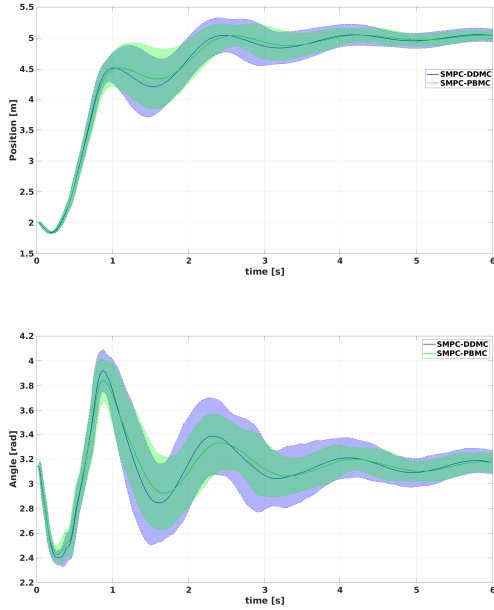 5.5
5
4.5
4
3.5
3
2.5
2
1.5
Position [m]
SMPC-DDMC
SMPC-PBMC
0 1 2 3 4 5 6
time [s]
4.2
4
3.8
3.6
3.4
3.2
3
2.8
2.6
2.4
2.2
Angle [rad]
SMPC-DDMC
SMPC-PBMC
0 1 2 3 4 5 6
time [s]